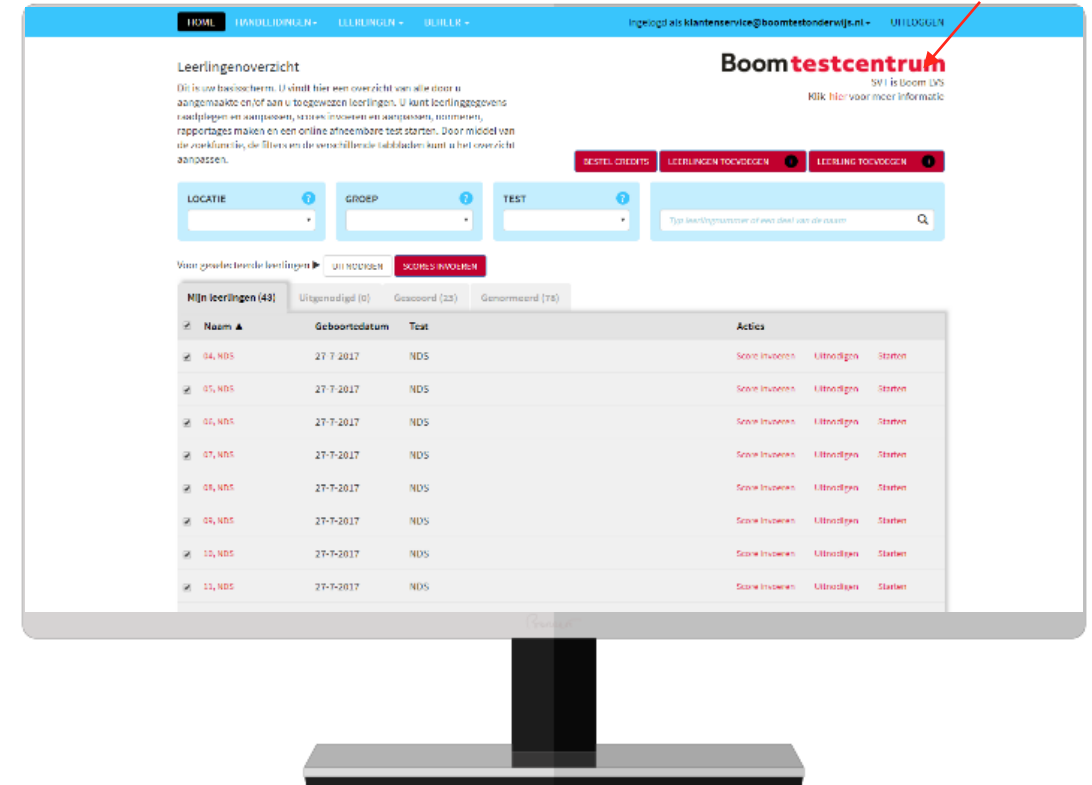 HOME HANDLEIDINGEN LEERLINGEN BEHEER Ingelogd als klantenservice@boomtestonderwijs.nl UITLOGGEN
Boom testcentrum
SVT is Boom LVS
Klik hier voor meer informatie
Leerlingenoverzicht
Dit is uw basisscherm. U vindt hier een overzicht van alle door u
aangemaakte en/of aan u toegewezen leerlingen. U kunt leerlinggegevens
raadplegen en aanpassen, scores invoeren en aanpassen, normeren,
rapportages maken en een online afneembare test starten. Door middel van
de zoekfunctie, de filters en de verschillende tabbladen kunt u het overzicht
aanpassen.
BESTEL CREDITS LEERLINGEN TOEVOEGEN LEERLING TOEVOEGEN
LOCATIE ? GROEP ? TEST ?
Typ leerlingnummer of een deel van de naam
Voor geselecteerde leerlingen ▶ UITNODIGEN SCORES INVOEREN
Mijn leerlingen (43) Uitgenodigd (0) Gescoord (23) Genormeerd (78)
Naam ▲ Geboortedatum Test Acties
04, NDS 27-7-2017 NDS Score invoeren Uitnodigen Starten
05, NDS 27-7-2017 NDS Score invoeren Uitnodigen Starten
06, NDS 27-7-2017 NDS Score invoeren Uitnodigen Starten
07, NDS 27-7-2017 NDS Score invoeren Uitnodigen Starten
08, NDS 27-7-2017 NDS Score invoeren Uitnodigen Starten
09, NDS 27-7-2017 NDS Score invoeren Uitnodigen Starten
10, NDS 27-7-2017 NDS Score invoeren Uitnodigen Starten
11, NDS 27-7-2017 NDS Score invoeren Uitnodigen Starten